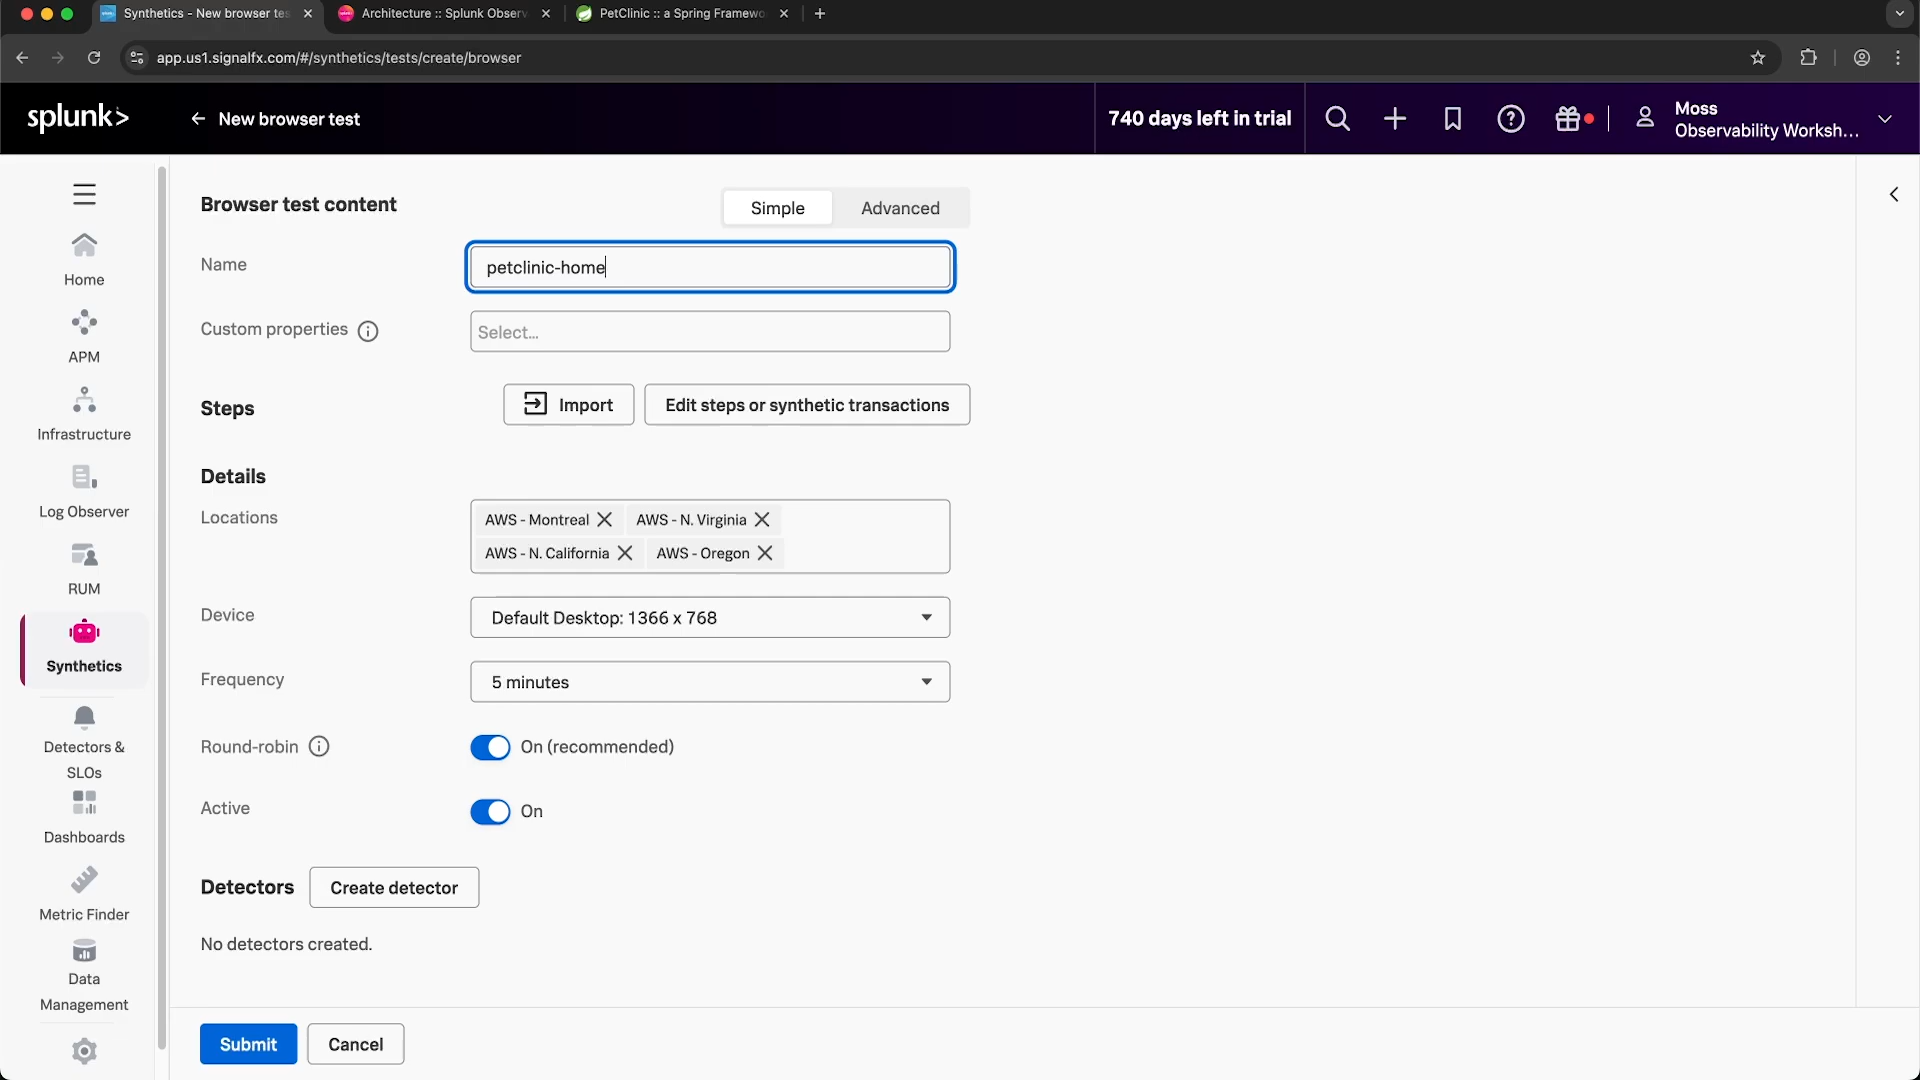 Synthetics - New browser tes
Architecture :: Splunk Observ
PetClinic :: a Spring Framewo
app.us1.signalfx.com/#/synthetics/tests/create/browser
splunk>
New browser test
740 days left in trial
Moss
Observability Worksh...
Home
APM
Infrastructure
Log Observer
RUM
Synthetics
Detectors &
SLOs
Dashboards
Metric Finder
Data
Management
Browser test content
Simple
Advanced
Name
petclinic-home
Custom properties
Select...
Steps
Import
Edit steps or synthetic transactions
Details
Locations
AWS - Montreal
AWS - N. Virginia
AWS - N. California
AWS - Oregon
Device
Default Desktop: 1366 x 768
Frequency
5 minutes
Round-robin
On (recommended)
Active
On
Detectors
Create detector
No detectors created.
Submit
Cancel